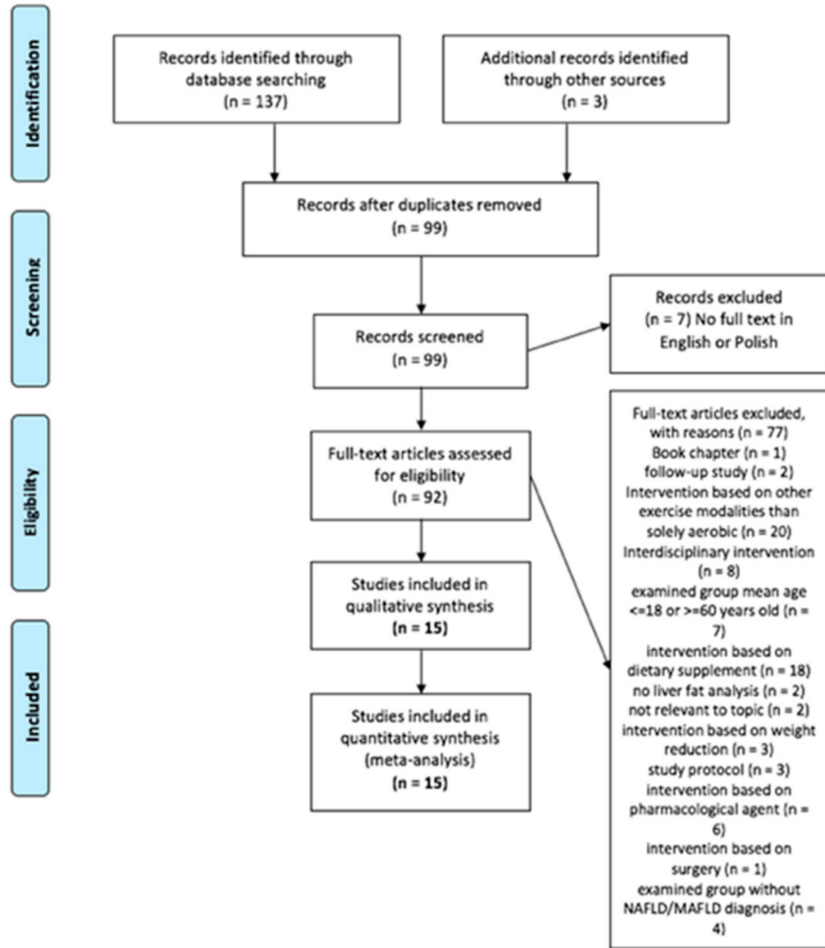 Identification
Records identified through
database searching
(n = 137)
Additional records identified
through other sources
(n = 3)
Records after duplicates removed
(n = 99)
Screening
Records screened
(n = 99)
Records excluded
(n = 7) No full text in
English or Polish
Eligibility
Full-text articles assessed
for eligibility
(n = 92)
Full-text articles excluded,
with reasons (n = 77)
Book chapter (n = 1)
follow-up study (n = 2)
Intervention based on other
exercise modalities than
solely aerobic (n = 20)
Interdisciplinary intervention
(n = 8)
examined group mean age
<=18 or >=60 years old (n =
7)
intervention based on
dietary supplement (n = 18)
no liver fat analysis (n = 2)
not relevant to topic (n = 2)
intervention based on weight
reduction (n = 3)
study protocol (n = 3)
intervention based on
pharmacological agent (n =
6)
intervention based on
surgery (n = 1)
examined group without
NAFLD/MAFLD diagnosis (n =
4)
Studies included in
qualitative synthesis
(n = 15)
Included
Studies included in
quantitative synthesis
(meta-analysis)
(n = 15)